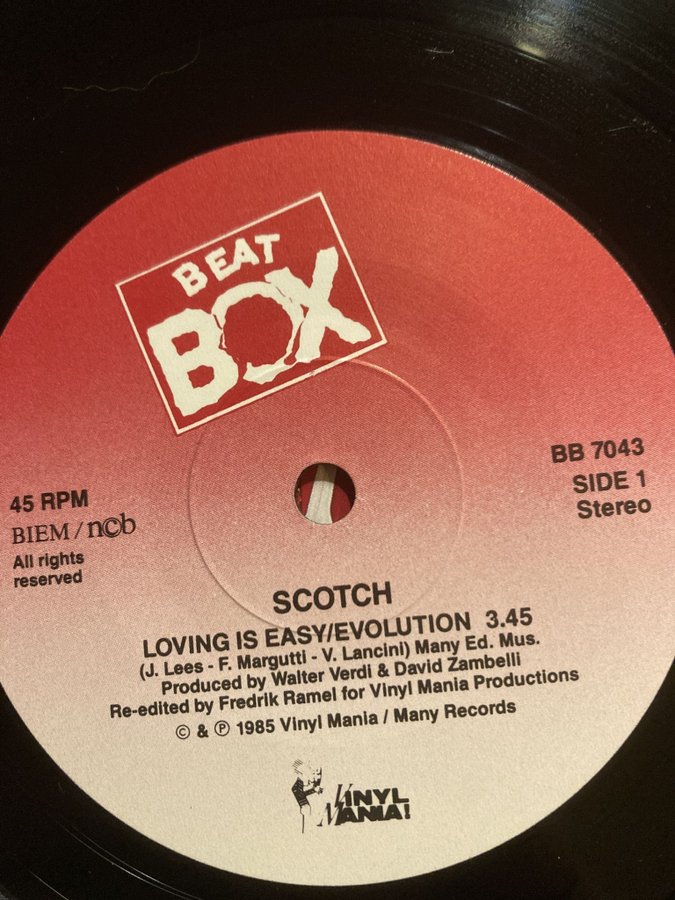 BEAT
BOX
BB 7043
SIDE 1
Stereo
45 RPM
BIEM / ncb
All rights
reserved
SCOTCH
LOVING IS EASY/EVOLUTION 3.45
(J. Lees - F. Margutti - V. Lancini) Many Ed. Mus.
Produced by Walter Verdi & David Zambelli
Re-edited by Fredrik Ramel for Vinyl Mania Productions
© & ℗ 1985 Vinyl Mania / Many Records
VINYL
MANIA!